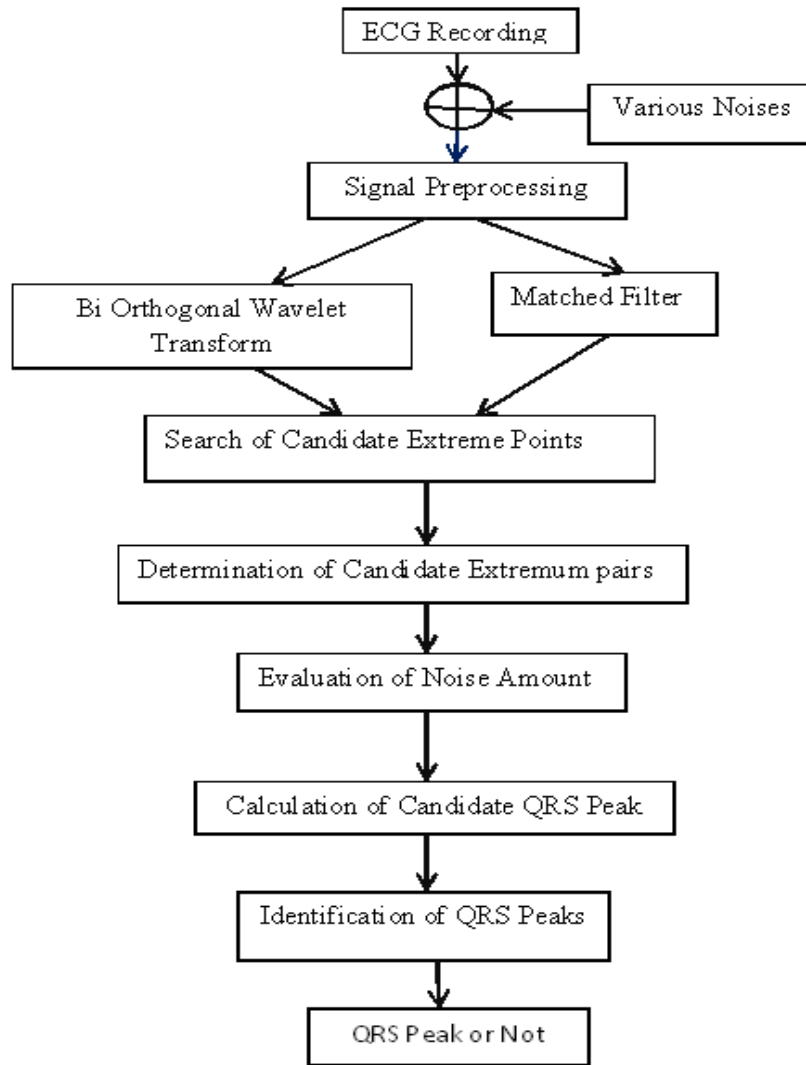 ECG Recording
Various Noises
Signal Preprocessing
Bi Orthogonal Wavelet
Transform
Matched Filter
Search of Candidate Extreme Points
Determination of Candidate Extremum pairs
Evaluation of Noise Amount
Calculation of Candidate QRS Peak
Identification of QRS Peaks
QRS Peak or Not